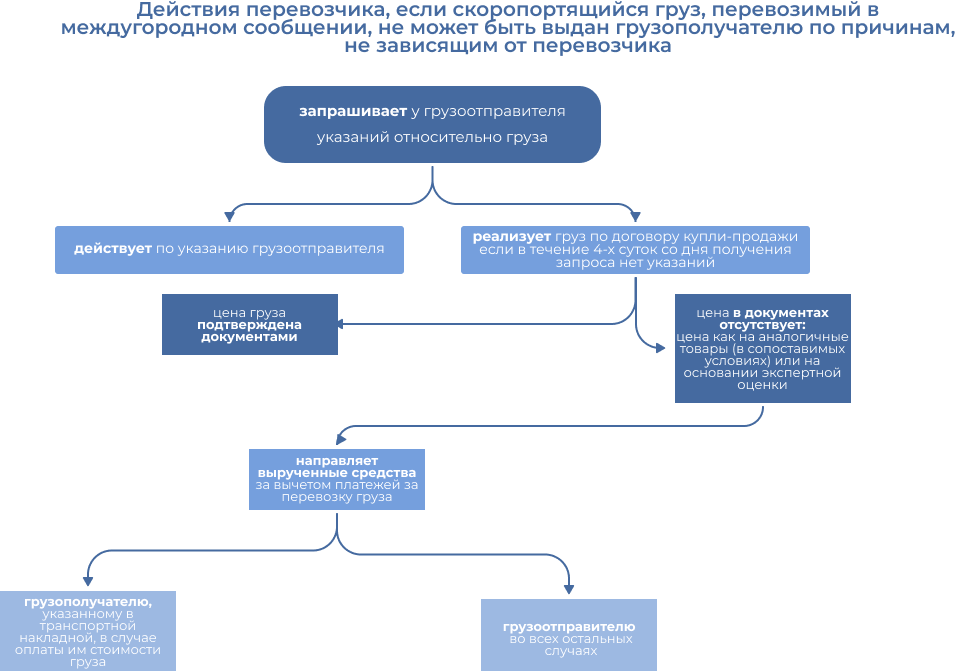 Действия перевозчика, если скоропортящийся груз, перевозимый в
междугородном сообщении, не может быть выдан грузополучателю по причинам,
не зависящим от перевозчика
запрашивает у грузоотправителя
указаний относительно груза
действует по указанию грузоотправителя
реализует груз по договору купли-продажи
если в течение 4-х суток со дня получения
запроса нет указаний
цена груза
подтверждена
документами
цена в документах
отсутствует:
цена как на аналогичные
товары (в сопоставимых
условиях) или на
основании экспертной
оценки
направляет
вырученные средства
за вычетом платежей за
перевозку груза
грузополучателю,
указанному в
транспортной
накладной, в случае
оплаты им стоимости
груза
грузоотправителю
во всех остальных
случаях